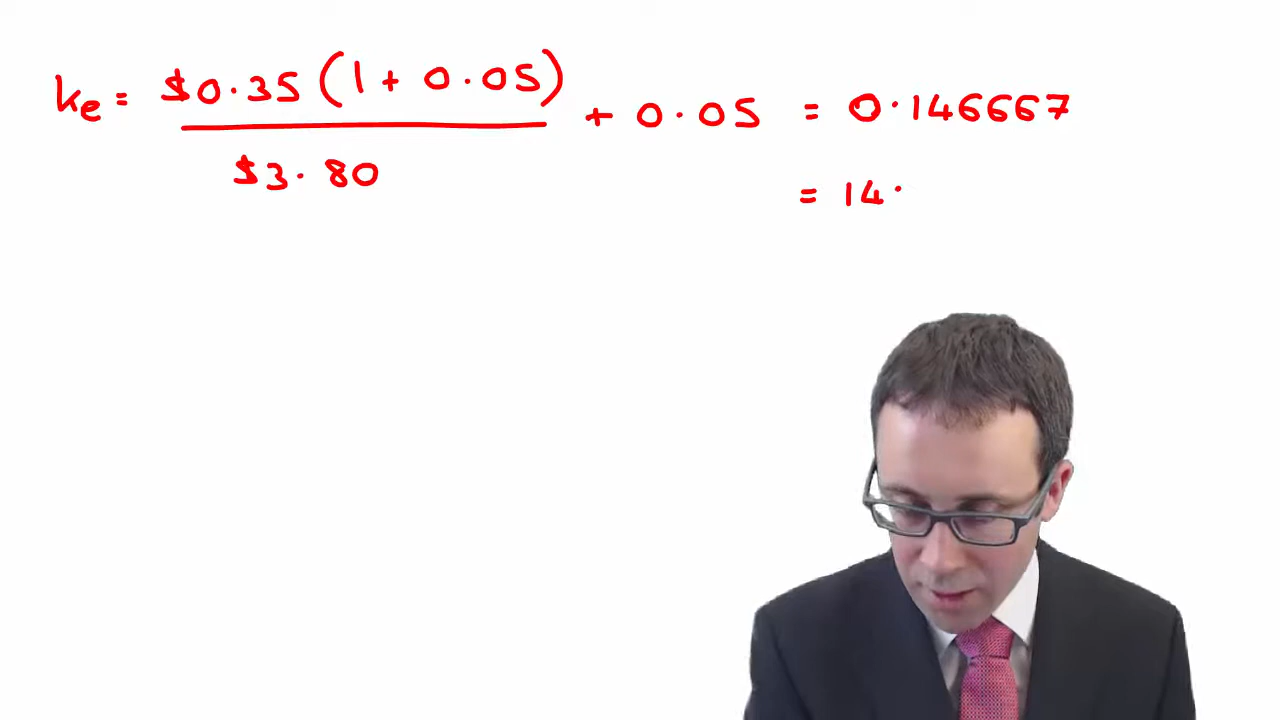 ke = $0.35 (1 + 0.05) + 0.05 = 0.146667
$3.80
= 14.